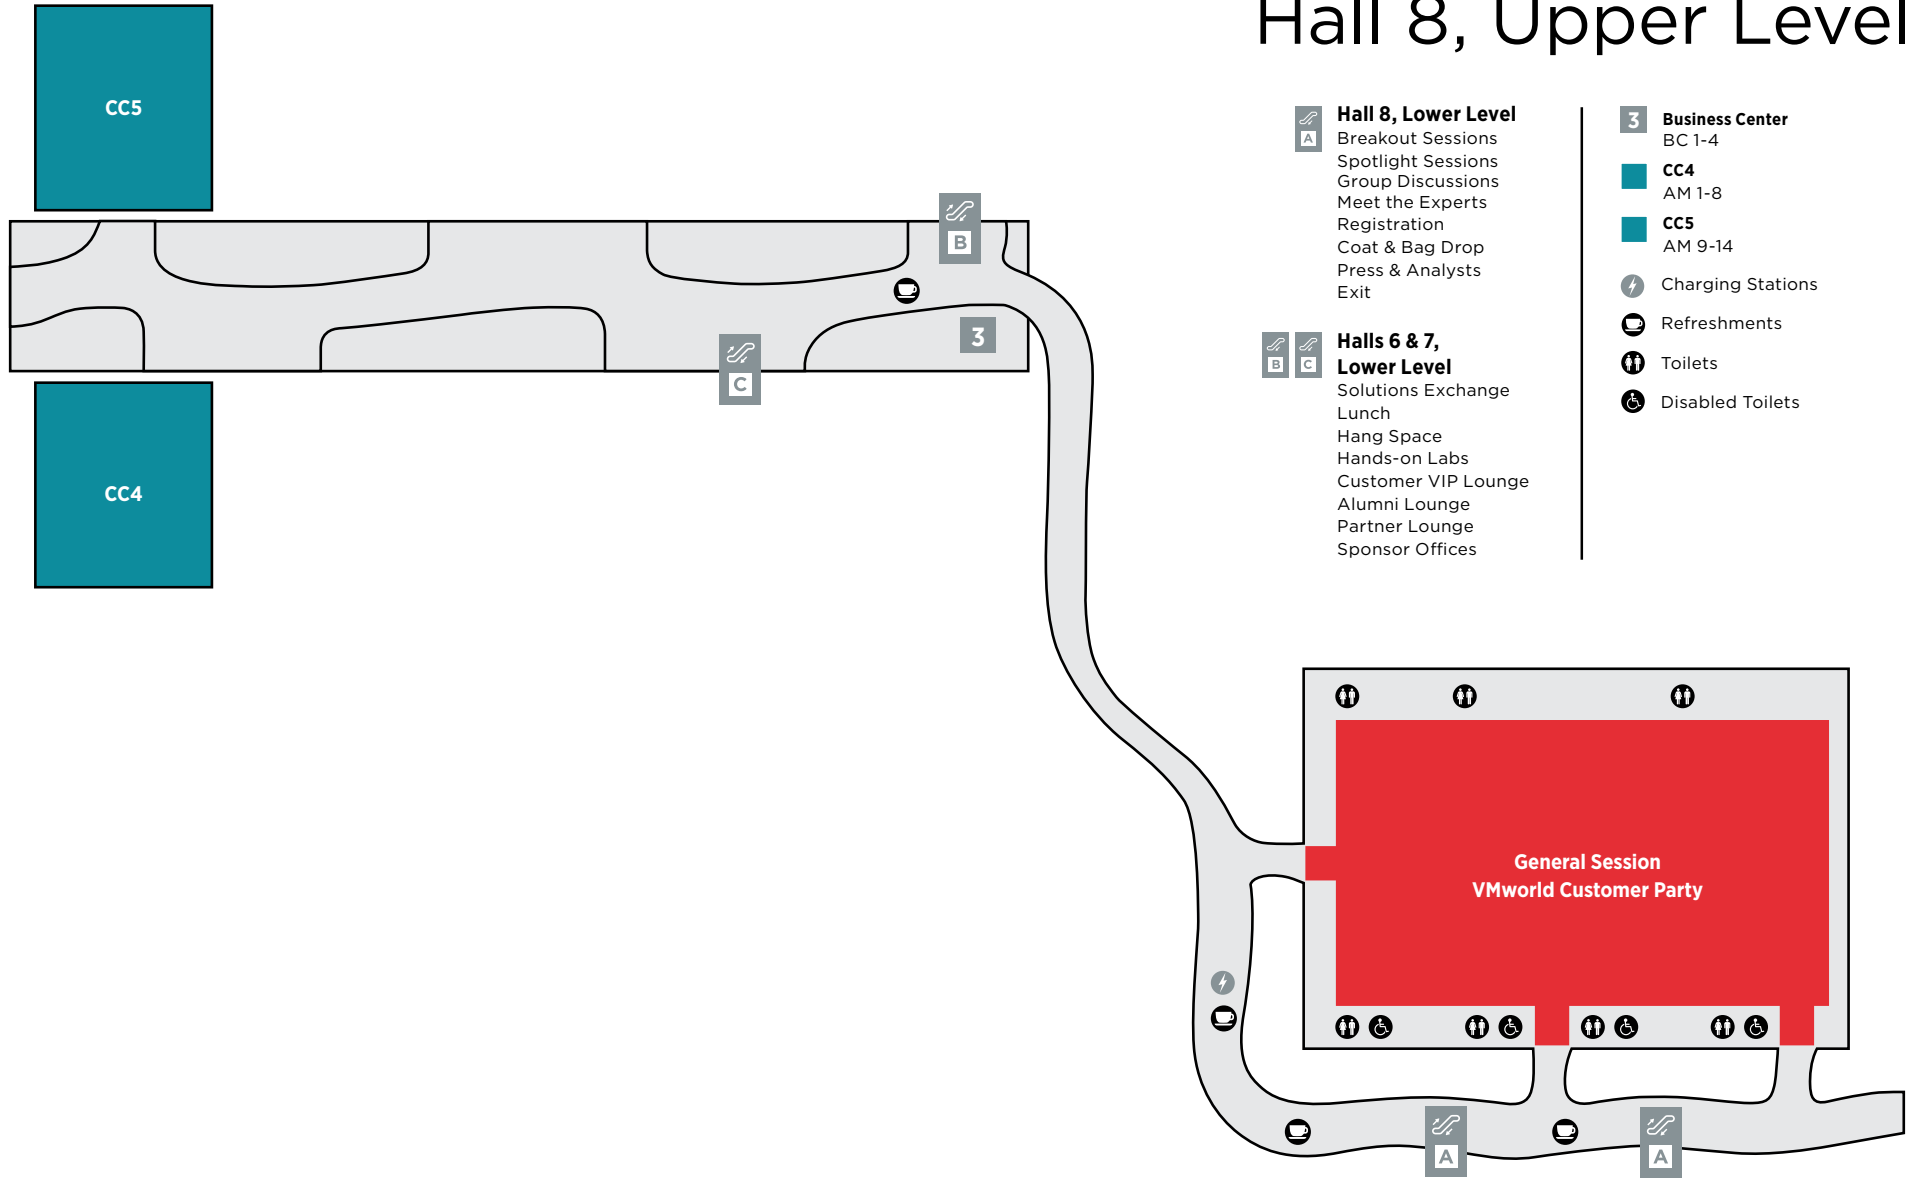 Hall 8, Upper Level
A
Hall 8, Lower Level
Breakout Sessions
Spotlight Sessions
Group Discussions
Meet the Experts
Registration
Coat & Bag Drop
Press & Analysts
Exit
B C
Halls 6 & 7,
Lower Level
Solutions Exchange
Lunch
Hang Space
Hands-on Labs
Customer VIP Lounge
Alumni Lounge
Partner Lounge
Sponsor Offices
3
Business Center
BC 1-4
CC4
AM 1-8
CC5
AM 9-14
Charging Stations
Refreshments
Toilets
Disabled Toilets
CC5
B
3
C
CC4
General Session
VMworld Customer Party
A
A